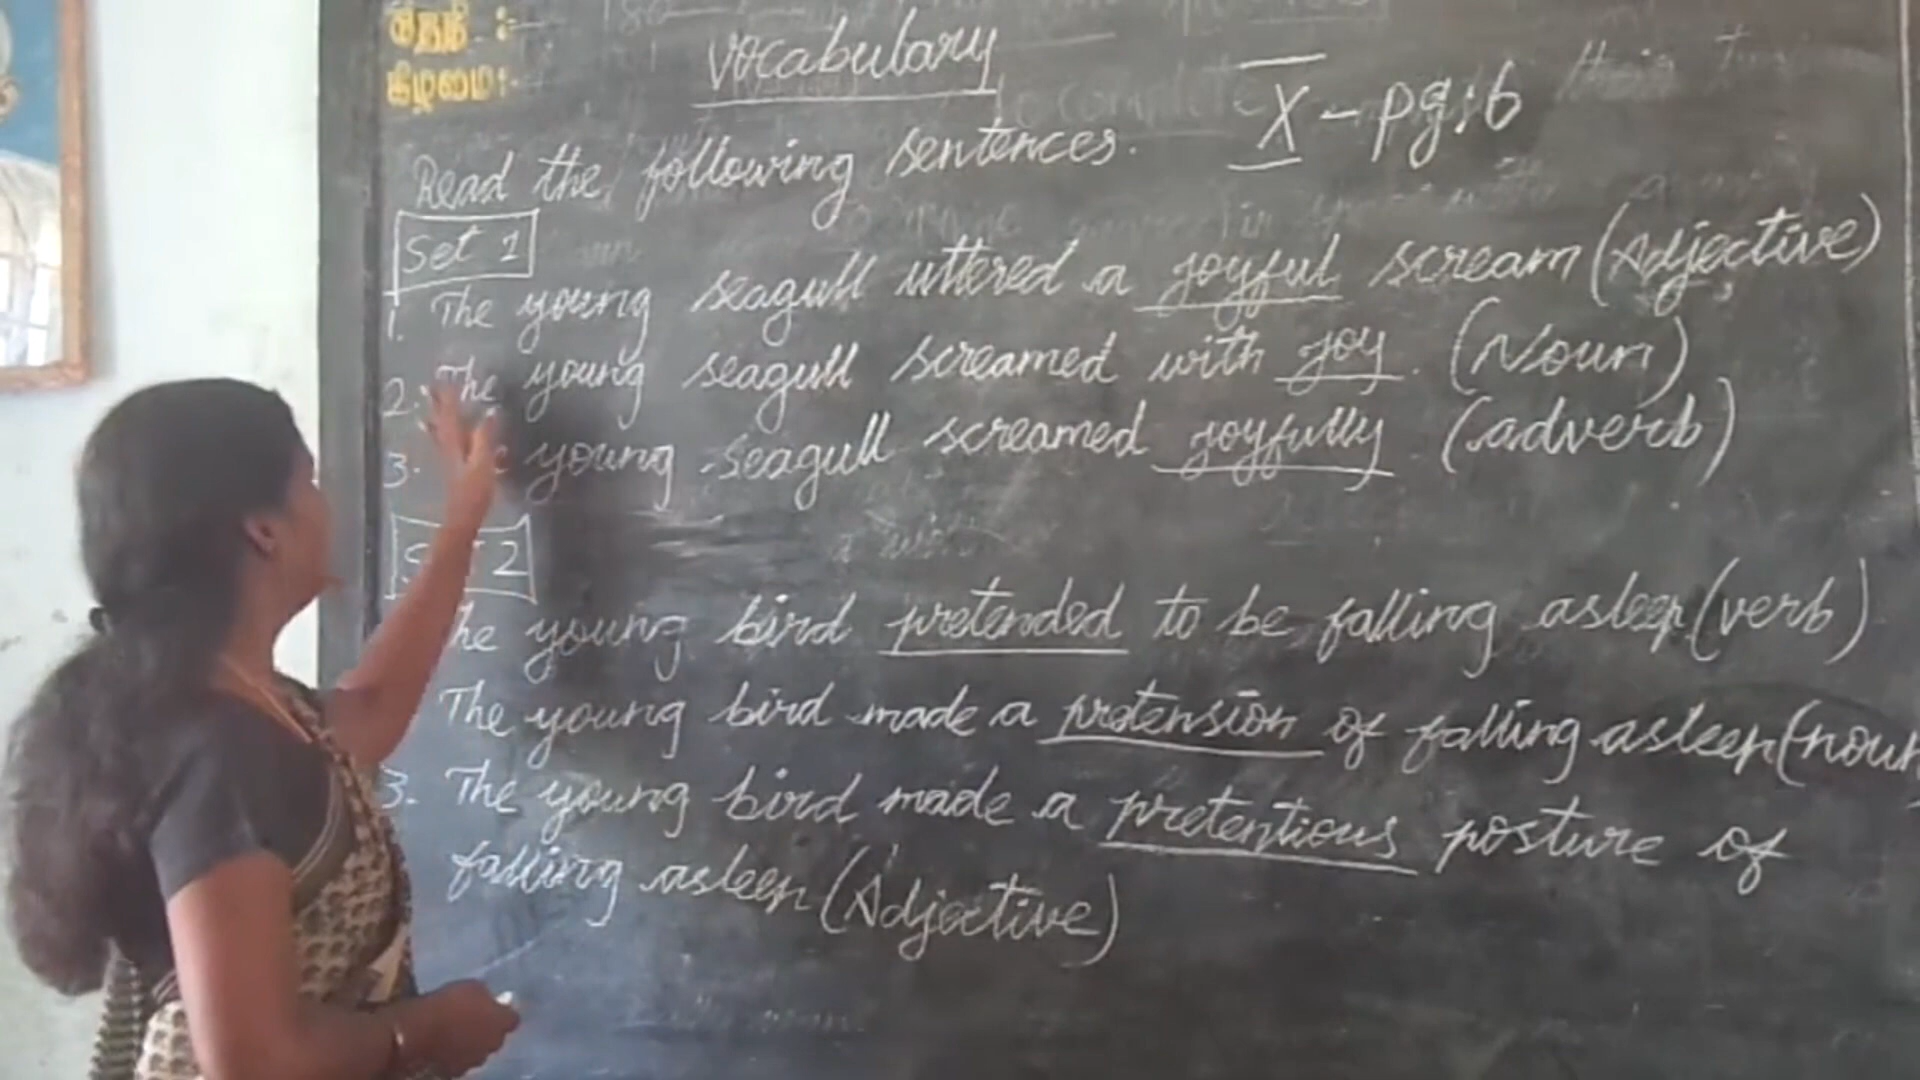 தேதி :-
கிழமை :-
Vocabulary
X - pg:6
Read the following sentences.
Set 1
1. The young seagull uttered a joyful scream (Adjective)
2. The young seagull screamed with joy. (Noun)
3. young seagull screamed joyfully (adverb)
Set 2
he young bird pretended to be falling asleep (verb)
The young bird made a pretension of falling asleep (noun
3. The young bird made a pretentious posture of
falling asleep (Adjective)